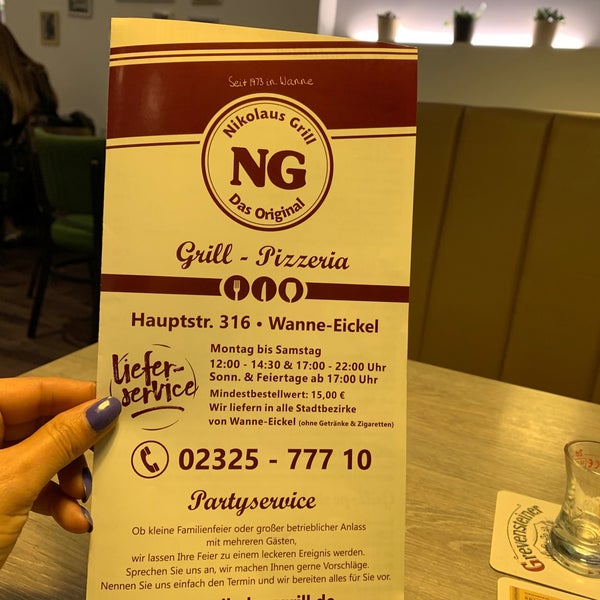 Seit 1973 in Wanne
Nikolaus Grill
NG
Das Original
Grill - Pizzeria
Hauptstr. 316 • Wanne-Eickel
Liefer-
service
Montag bis Samstag
12:00 - 14:30 & 17:00 - 22:00 Uhr
Sonn. & Feiertage ab 17:00 Uhr
Mindestbestellwert: 15,00 €
Wir liefern in alle Stadtbezirke
von Wanne-Eickel (ohne Getränke & Zigaretten)
02325 - 777 10
Partyservice
Ob kleine Familienfeier oder großer betrieblicher Anlass
mit mehreren Gästen,
wir lassen Ihre Feier zu einem leckeren Ereignis werden.
Sprechen Sie uns an, wir machen Ihnen gerne Vorschläge.
Nennen Sie uns einfach den Termin und wir bereiten alles für Sie vor.
Grevensteiner